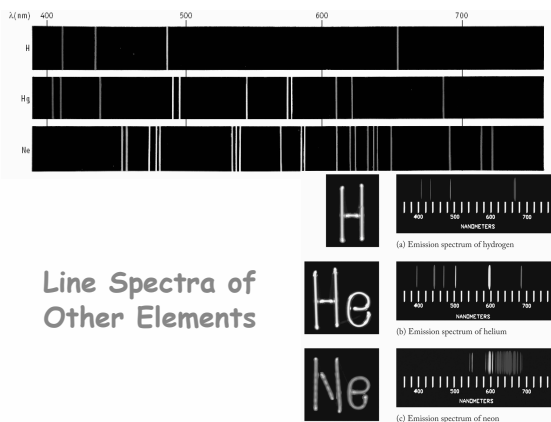 λ(nm) 400 500 600 700
H
Hg
Ne
H
400 500 600 700
NANOMETERS
(a) Emission spectrum of hydrogen
Line Spectra of
Other Elements
He
400 500 600 700
NANOMETERS
(b) Emission spectrum of helium
Ne
400 500 600 700
NANOMETERS
(c) Emission spectrum of neon